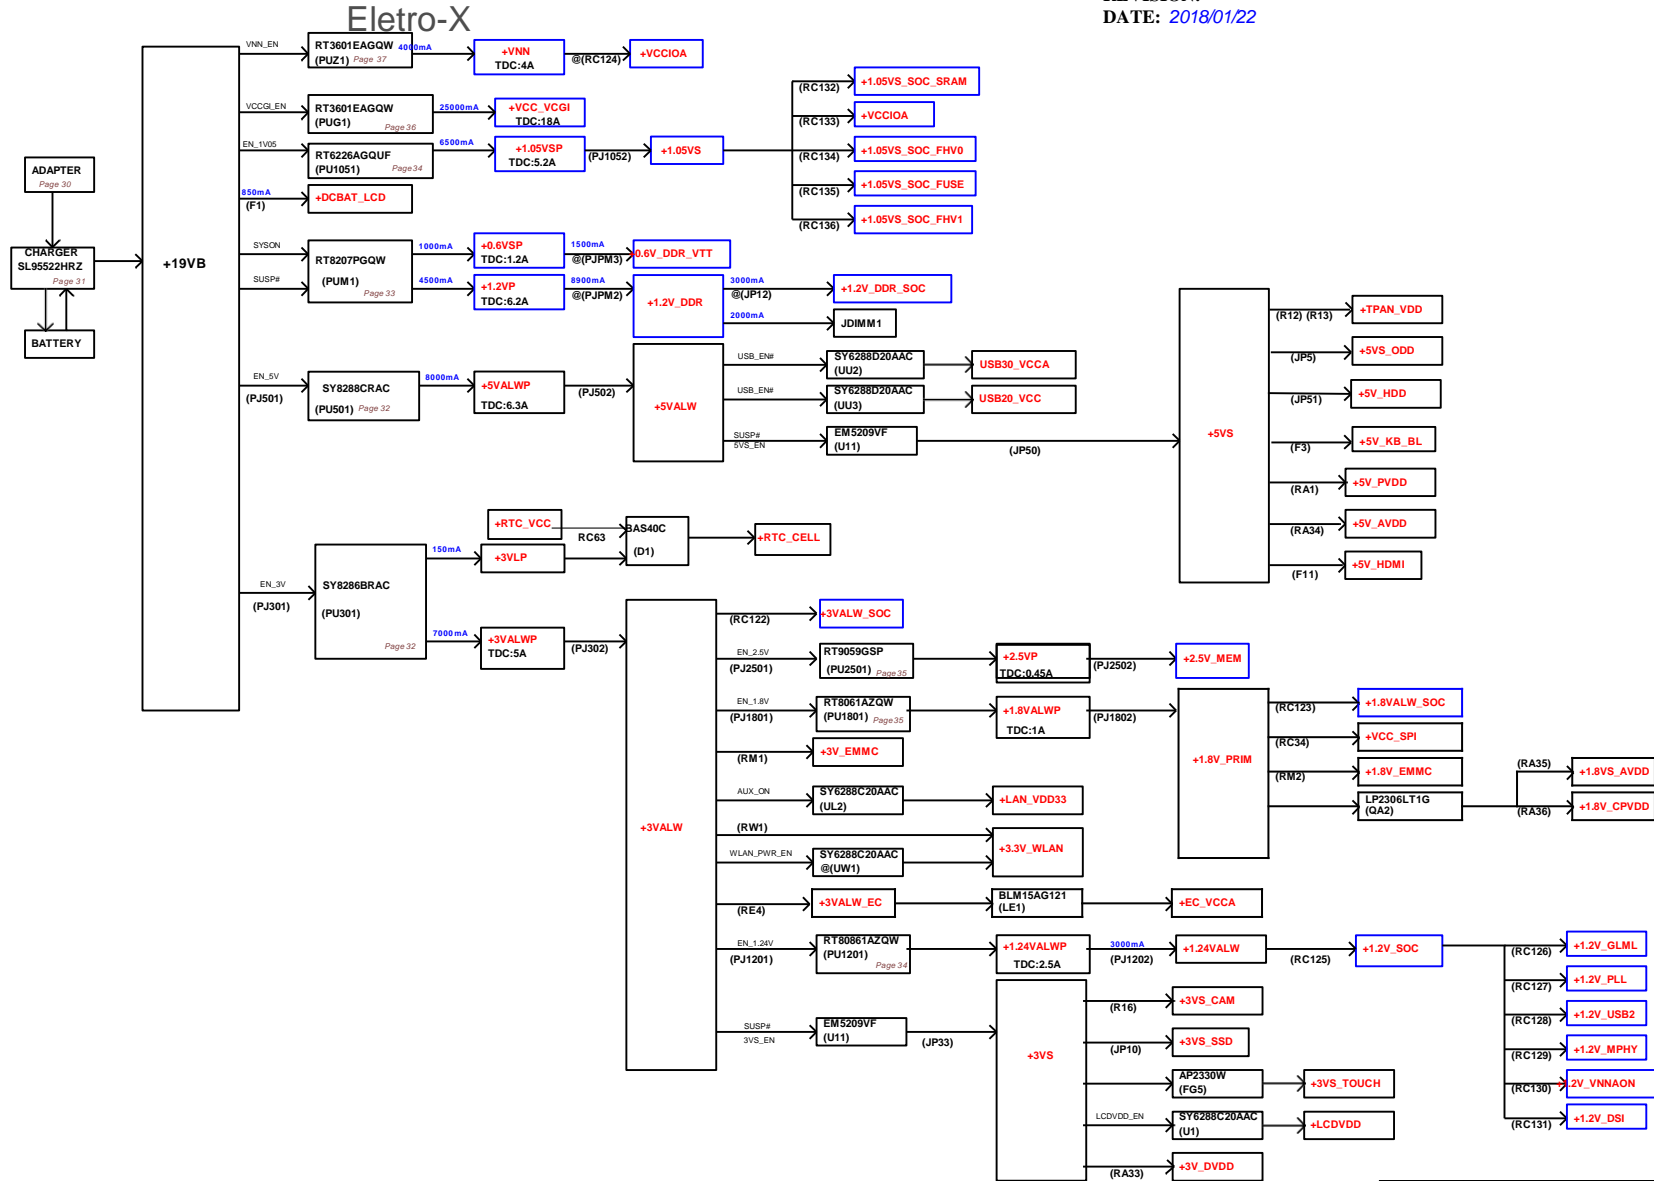 Eletro-X
DATE: 2018/01/22
ADAPTER
Page 30
CHARGER
SL95522HRZ
Page 31
BATTERY
+19VB
VNN_EN
RT3601EAGQW
(PUZ1) Page 37
4000mA
+VNN
TDC:4A
@(RC124)
+VCCIOA
VCCGI_EN
RT3601EAGQW
(PUG1)
Page 36
25000mA
+VCC_VCGI
TDC:18A
EN_1V05
RT6226AGQUF
(PU1051)
Page34
6500mA
+1.05VSP
TDC:5.2A
(PJ1052)
+1.05VS
(RC132)
+1.05VS_SOC_SRAM
(RC133)
+VCCIOA
(RC134)
+1.05VS_SOC_FHV0
(RC135)
+1.05VS_SOC_FUSE
(RC136)
+1.05VS_SOC_FHV1
850mA
(F1)
+DCBAT_LCD
SYSON
SUSP#
RT8207PGQW
(PUM1)
Page 33
1000mA
+0.6VSP
TDC:1.2A
1500mA
@(PJPM3)
0.6V_DDR_VTT
4500mA
+1.2VP
TDC:6.2A
8900mA
@(PJPM2)
+1.2V_DDR
3000mA
@(JP12)
+1.2V_DDR_SOC
2000mA
JDIMM1
EN_5V
(PJ501)
SY8288CRAC
(PU501) Page 32
8000mA
+5VALWP
TDC:6.3A
(PJ502)
+5VALW
USB_EN#
SY6288D20AAC
(UU2)
USB30_VCCA
USB_EN#
SY6288D20AAC
(UU3)
USB20_VCC
SUSP#
5VS_EN
EM5209VF
(U11)
(JP50)
+5VS
(R12) (R13)
+TPAN_VDD
(JP5)
+5VS_ODD
(JP51)
+5V_HDD
(F3)
+5V_KB_BL
(RA1)
+5V_PVDD
(RA34)
+5V_AVDD
(F11)
+5V_HDMI
EN_3V
(PJ301)
SY8286BRAC
(PU301)
Page 32
150mA
+3VLP
+RTC_VCC
RC63
BAS40C
(D1)
+RTC_CELL
7000mA
+3VALWP
TDC:5A
(PJ302)
+3VALW
(RC122)
+3VALW_SOC
EN_2.5V
(PJ2501)
RT9059GSP
(PU2501) Page35
+2.5VP
TDC:0.45A
(PJ2502)
+2.5V_MEM
EN_1.8V
(PJ1801)
RT8061AZQW
(PU1801)
Page35
+1.8VALWP
TDC:1A
(PJ1802)
+1.8V_PRIM
(RC123)
+1.8VALW_SOC
(RC34)
+VCC_SPI
(RM2)
+1.8V_EMMC
LP2306LT1G
(QA2)
(RA35)
+1.8VS_AVDD
(RA36)
+1.8V_CPVDD
(RM1)
+3V_EMMC
AUX_ON
SY6288C20AAC
(UL2)
+LAN_VDD33
(RW1)
+3.3V_WLAN
WLAN_PWR_EN
SY6288C20AAC
@(UW1)
(RE4)
+3VALW_EC
BLM15AG121
(LE1)
+EC_VCCA
EN_1.24V
(PJ1201)
RT80861AZQW
(PU1201)
Page 34
+1.24VALWP
TDC:2.5A
3000mA
(PJ1202)
+1.24VALW
(RC125)
+1.2V_SOC
(RC126)
+1.2V_GLML
(RC127)
+1.2V_PLL
(RC128)
+1.2V_USB2
(RC129)
+1.2V_MPHY
(RC130)
+1.2V_VNNAON
(RC131)
+1.2V_DSI
SUSP#
3VS_EN
EM5209VF
(U11)
(JP33)
+3VS
(R16)
+3VS_CAM
(JP10)
+3VS_SSD
AP2330W
(FG5)
+3VS_TOUCH
LCDVDD_EN
SY6288C20AAC
(U1)
+LCDVDD
(RA33)
+3V_DVDD